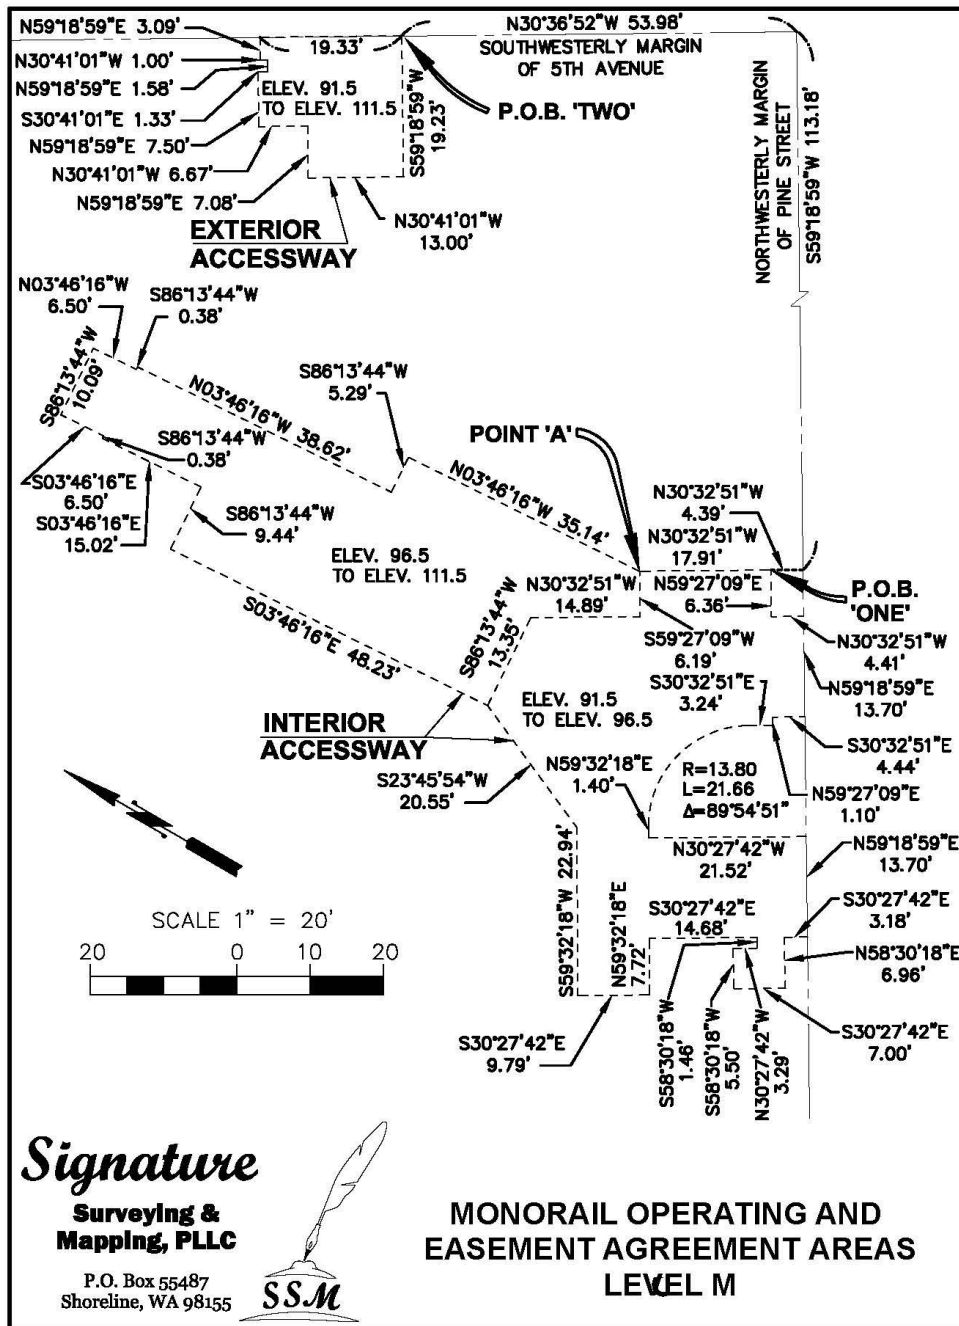 N59°18'59"E 3.09'
N30°36'52"W 53.98'
19.33'
SOUTHWESTERLY MARGIN
OF 5TH AVENUE
N30°41'01"W 1.00'
N59°18'59"E 1.58'
S30°41'01"E 1.33'
N59°18'59"E 7.50'
N30°41'01"W 6.67'
N59°18'59"E 7.08'
ELEV. 91.5
TO ELEV. 111.5
S59°18'59"W
19.23'
P.O.B. 'TWO'
NORTHWESTERLY MARGIN
OF PINE STREET
S59°18'59"W 113.18'
EXTERIOR
ACCESSWAY
N30°41'01"W
13.00'
N03°46'16"W
6.50'
S86°13'44"W
0.38'
S86°13'44"W
10.09'
N03°46'16"W 38.62'
S86°13'44"W
5.29'
POINT 'A'
S86°13'44"W
0.38'
S03°46'16"E
6.50'
S03°46'16"E
15.02'
S86°13'44"W
9.44'
N03°46'16"W 35.14'
N30°32'51"W
4.39'
N30°32'51"W
17.91'
ELEV. 96.5
TO ELEV. 111.5
N30°32'51"W
14.89'
N59°27'09"E
6.36'
P.O.B.
'ONE'
S03°46'16"E 48.23'
S86°13'44"W
13.35'
S59°27'09"W
6.19'
N30°32'51"W
4.41'
S30°32'51"E
3.24'
N59°18'59"E
13.70'
ELEV. 91.5
TO ELEV. 96.5
INTERIOR
ACCESSWAY
S30°32'51"E
4.44'
S23°45'54"W
20.55'
N59°32'18"E
1.40'
R=13.80
L=21.66
Δ=89°54'51"
N59°27'09"E
1.10'
N30°27'42"W
21.52'
N59°18'59"E
13.70'
S59°32'18"W 22.94'
N59°32'18"E
7.72'
S30°27'42"E
14.68'
S30°27'42"E
3.18'
N58°30'18"E
6.96'
SCALE 1" = 20'
20 10 0 10 20
S30°27'42"E
9.79'
S58°30'18"W
1.46'
S58°30'18"W
5.50'
N30°27'42"W
3.29'
S30°27'42"E
7.00'
Signature
Surveying &
Mapping, PLLC
P.O. Box 55487
Shoreline, WA 98155
SSM
MONORAIL OPERATING AND
EASEMENT AGREEMENT AREAS
LEVEL M